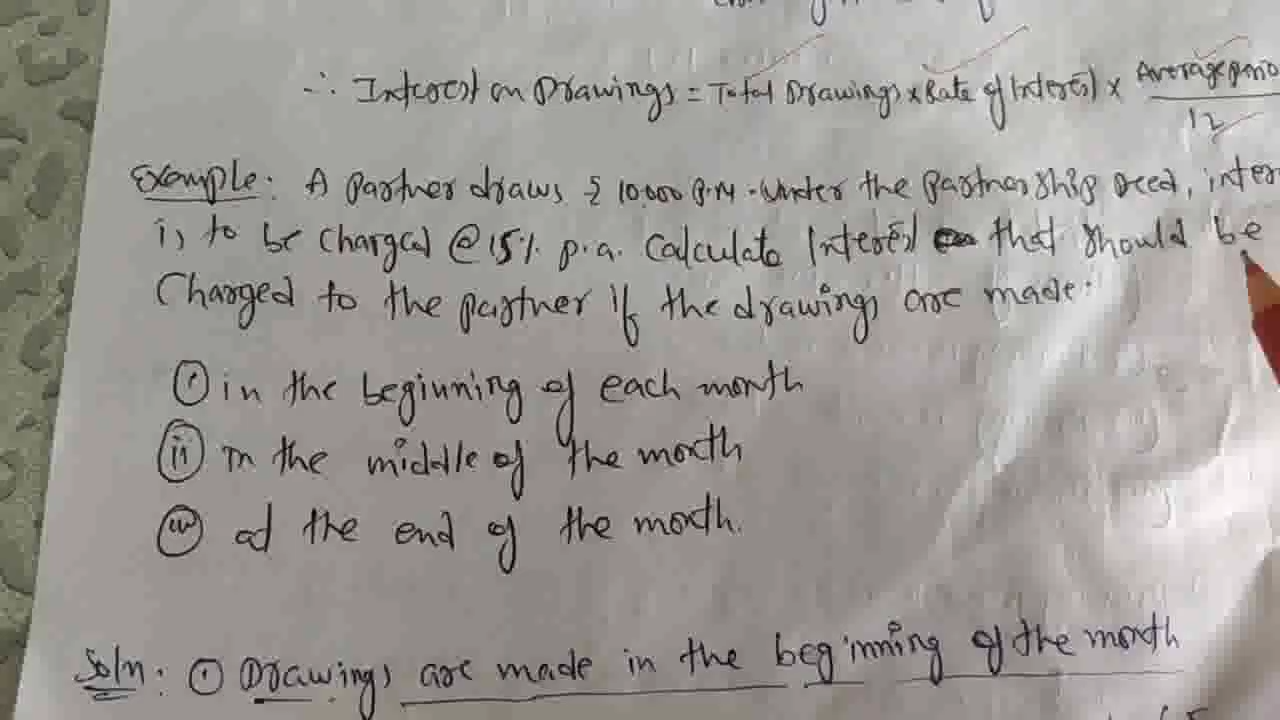 ∴ Interest on Drawings = Total Drawings × Rate of Interest × Average perio
12
Example: A partner draws ₹ 10,000 P.M. Under the partnership Deed, inter
is to be charged @ 15% p.a. Calculate Interest that should be
Charged to the partner if the drawings are made:
(i) in the beginning of each month
(ii) In the middle of the month
(iii) at the end of the month.
Soln: (i) Drawings are made in the beginning of the month